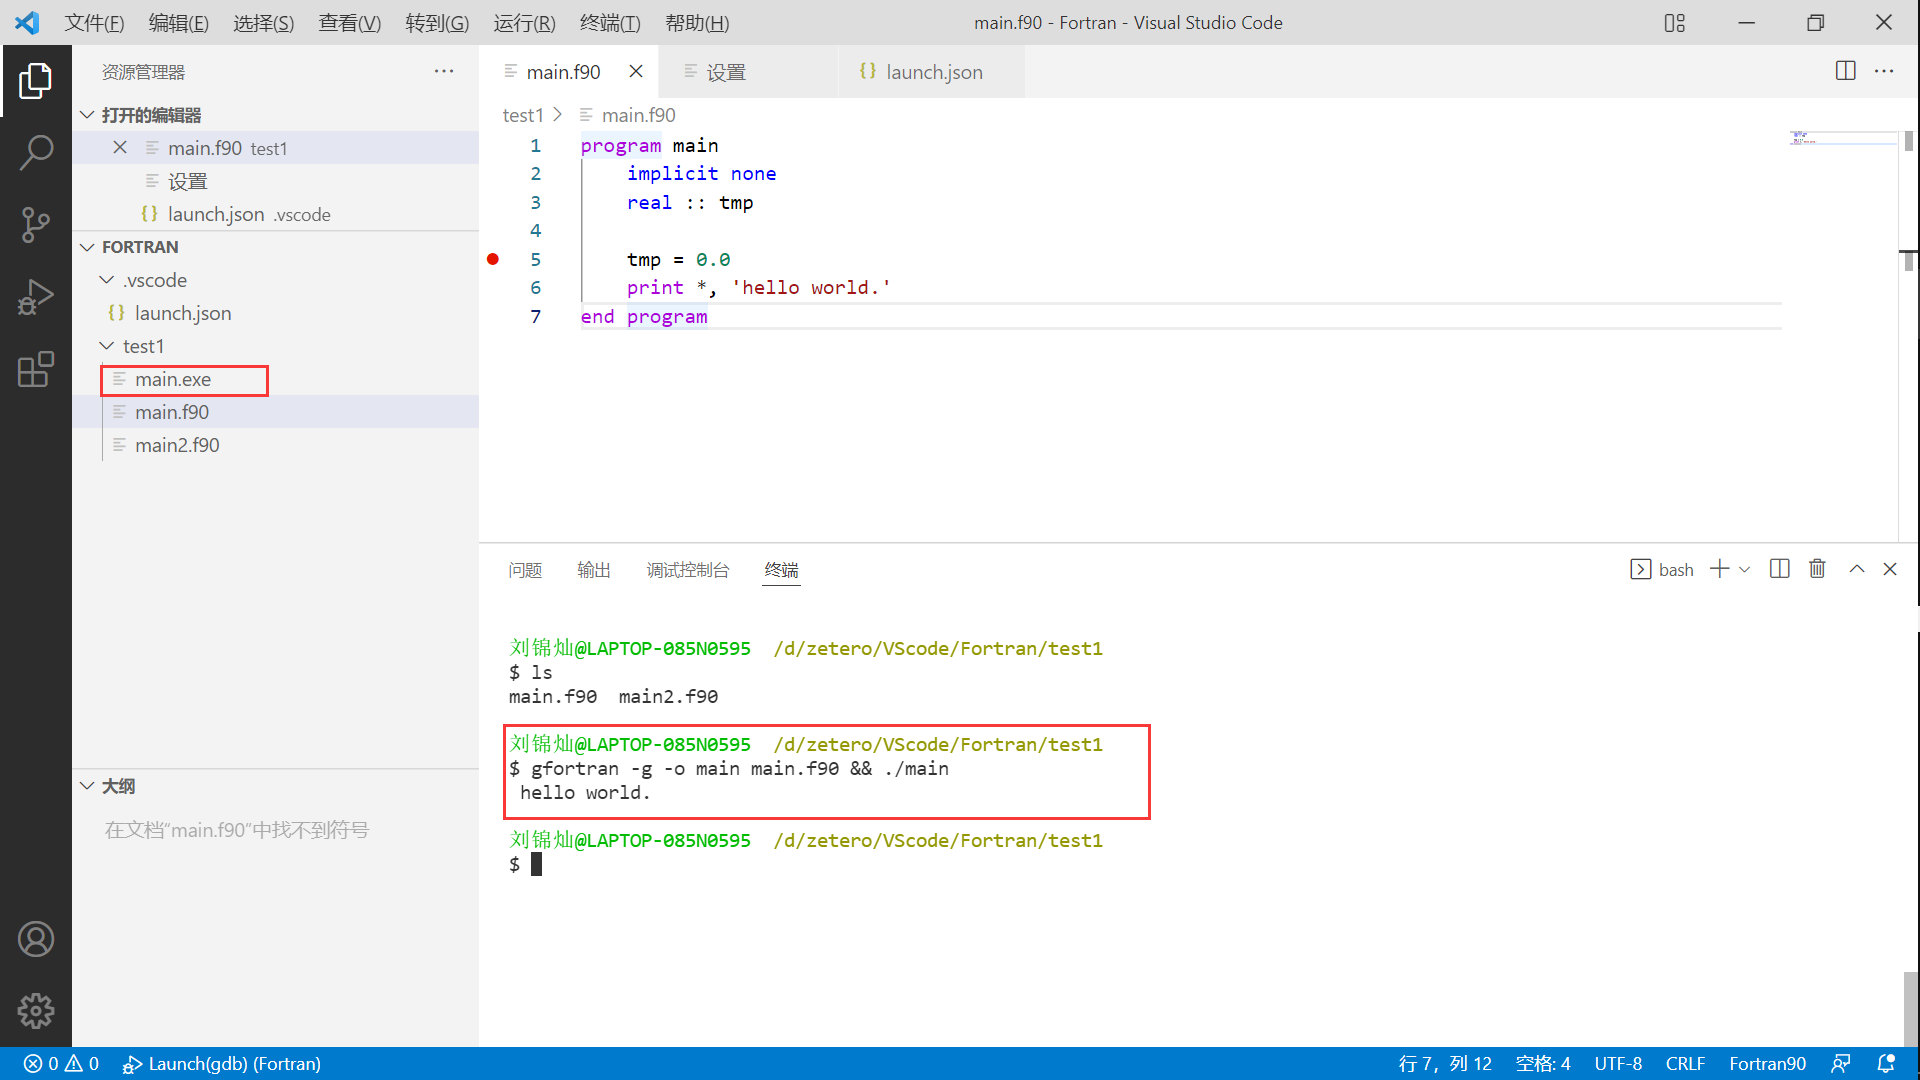 文件(F) 编辑(E) 选择(S) 查看(V) 转到(G) 运行(R) 终端(T) 帮助(H) main.f90 - Fortran - Visual Studio Code
资源管理器
打开的编辑器
main.f90 test1
设置
{} launch.json .vscode
FORTRAN
.vscode
{} launch.json
test1
main.exe
main.f90
main2.f90
大纲
在文档“main.f90”中找不到符号
main.f90 设置 {} launch.json
test1 > main.f90
1 program main
2 implicit none
3 real :: tmp
4
5 tmp = 0.0
6 print *, 'hello world.'
7 end program
问题 输出 调试控制台 终端 bash
刘锦灿@LAPTOP-085N0595 /d/zetero/VScode/Fortran/test1
$ ls
main.f90 main2.f90
刘锦灿@LAPTOP-085N0595 /d/zetero/VScode/Fortran/test1
$ gfortran -g -o main main.f90 && ./main
hello world.
刘锦灿@LAPTOP-085N0595 /d/zetero/VScode/Fortran/test1
$
0 0 Launch(gdb) (Fortran) 行 7，列 12 空格: 4 UTF-8 CRLF Fortran90